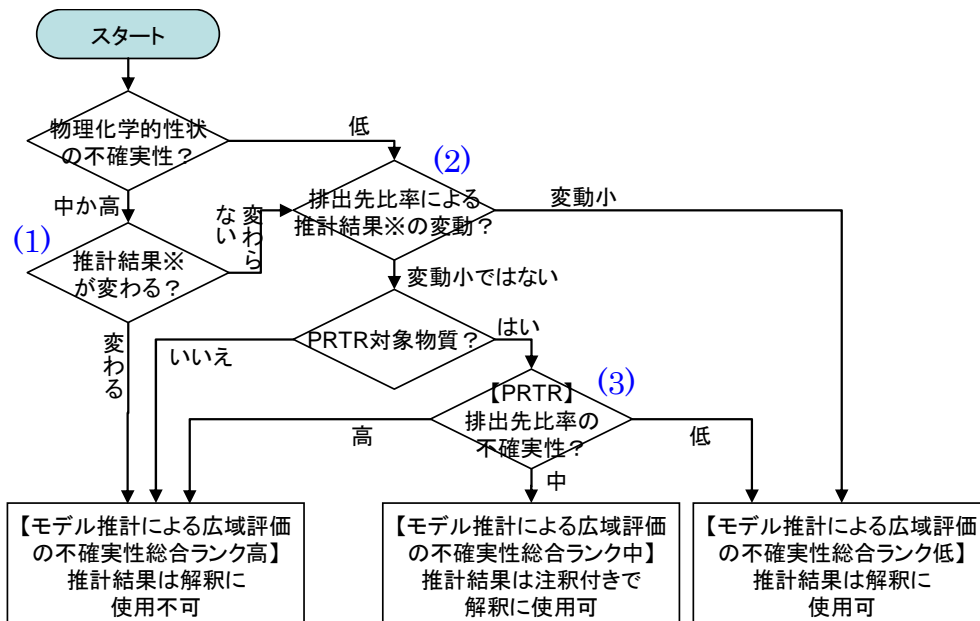 スタート
物理化学的性状
の不確実性?
低
(2)
排出先比率による
推計結果※の変動?
変動小
中か高
(1)
推計結果※
が変わる?
変わら
ない
変動小ではない
PRTR対象物質?
はい
いいえ
変わる
(3)
【PRTR】
排出先比率の
不確実性?
高
低
中
【モデル推計による広域評価
の不確実性総合ランク高】
推計結果は解釈に
使用不可
【モデル推計による広域評価
の不確実性総合ランク中】
推計結果は注釈付きで
解釈に使用可
【モデル推計による広域評価
の不確実性総合ランク低】
推計結果は解釈に
使用可